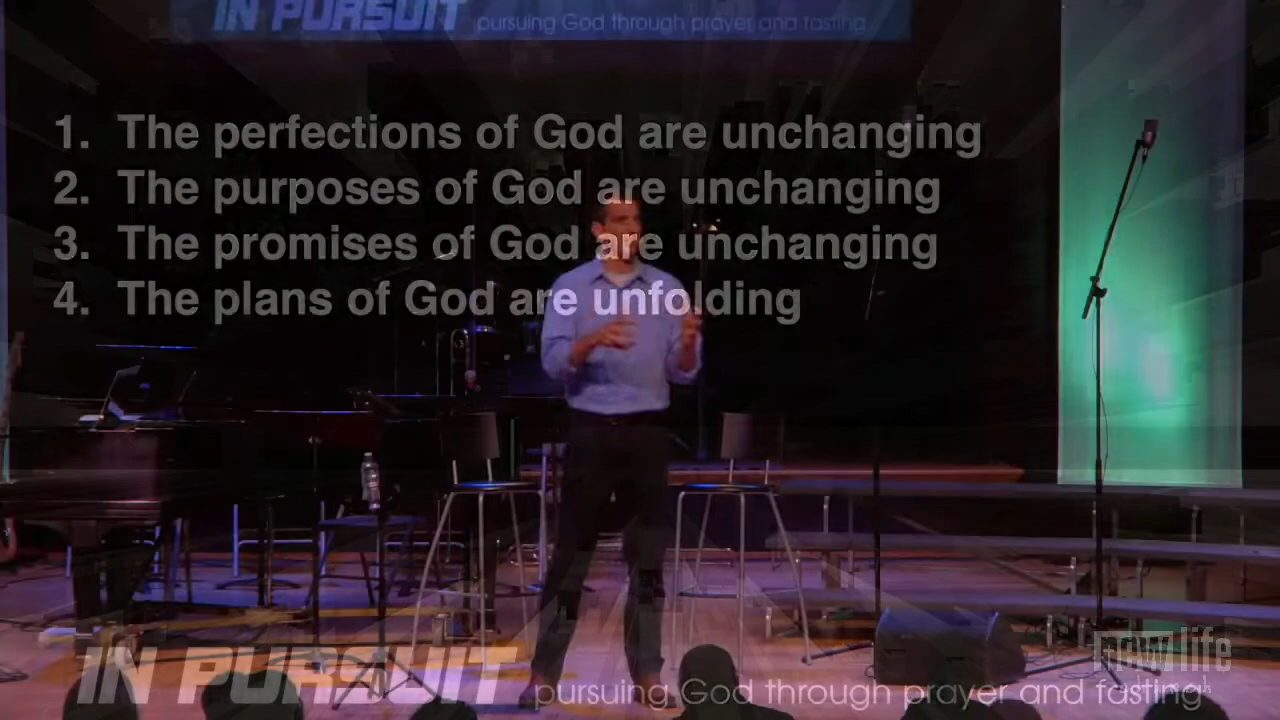 IN PURSUIT pursuing God through prayer and fasting
1. The perfections of God are unchanging
2. The purposes of God are unchanging
3. The promises of God are unchanging
4. The plans of God are unfolding
newlife
IN PURSUIT pursuing God through prayer and fasting